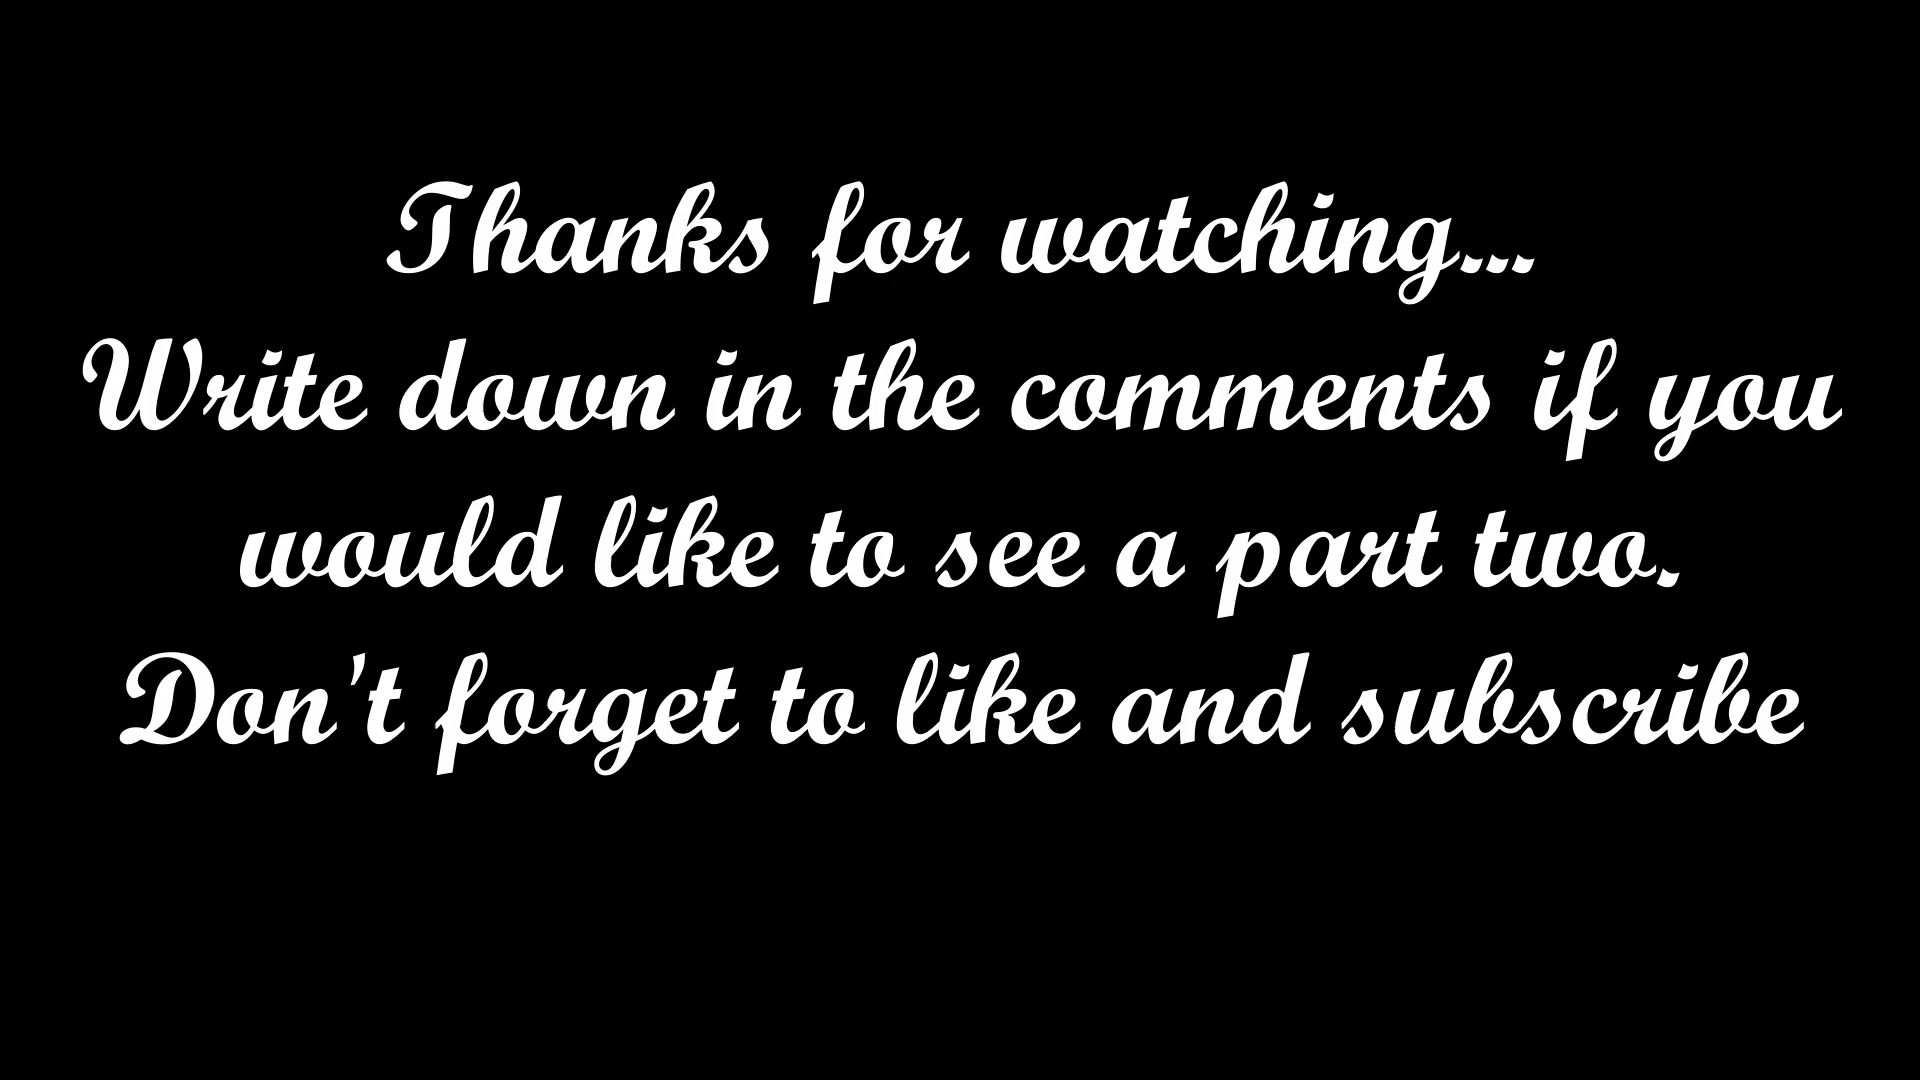 Thanks for watching...
Write down in the comments if you
would like to see a part two.
Don't forget to like and subscribe